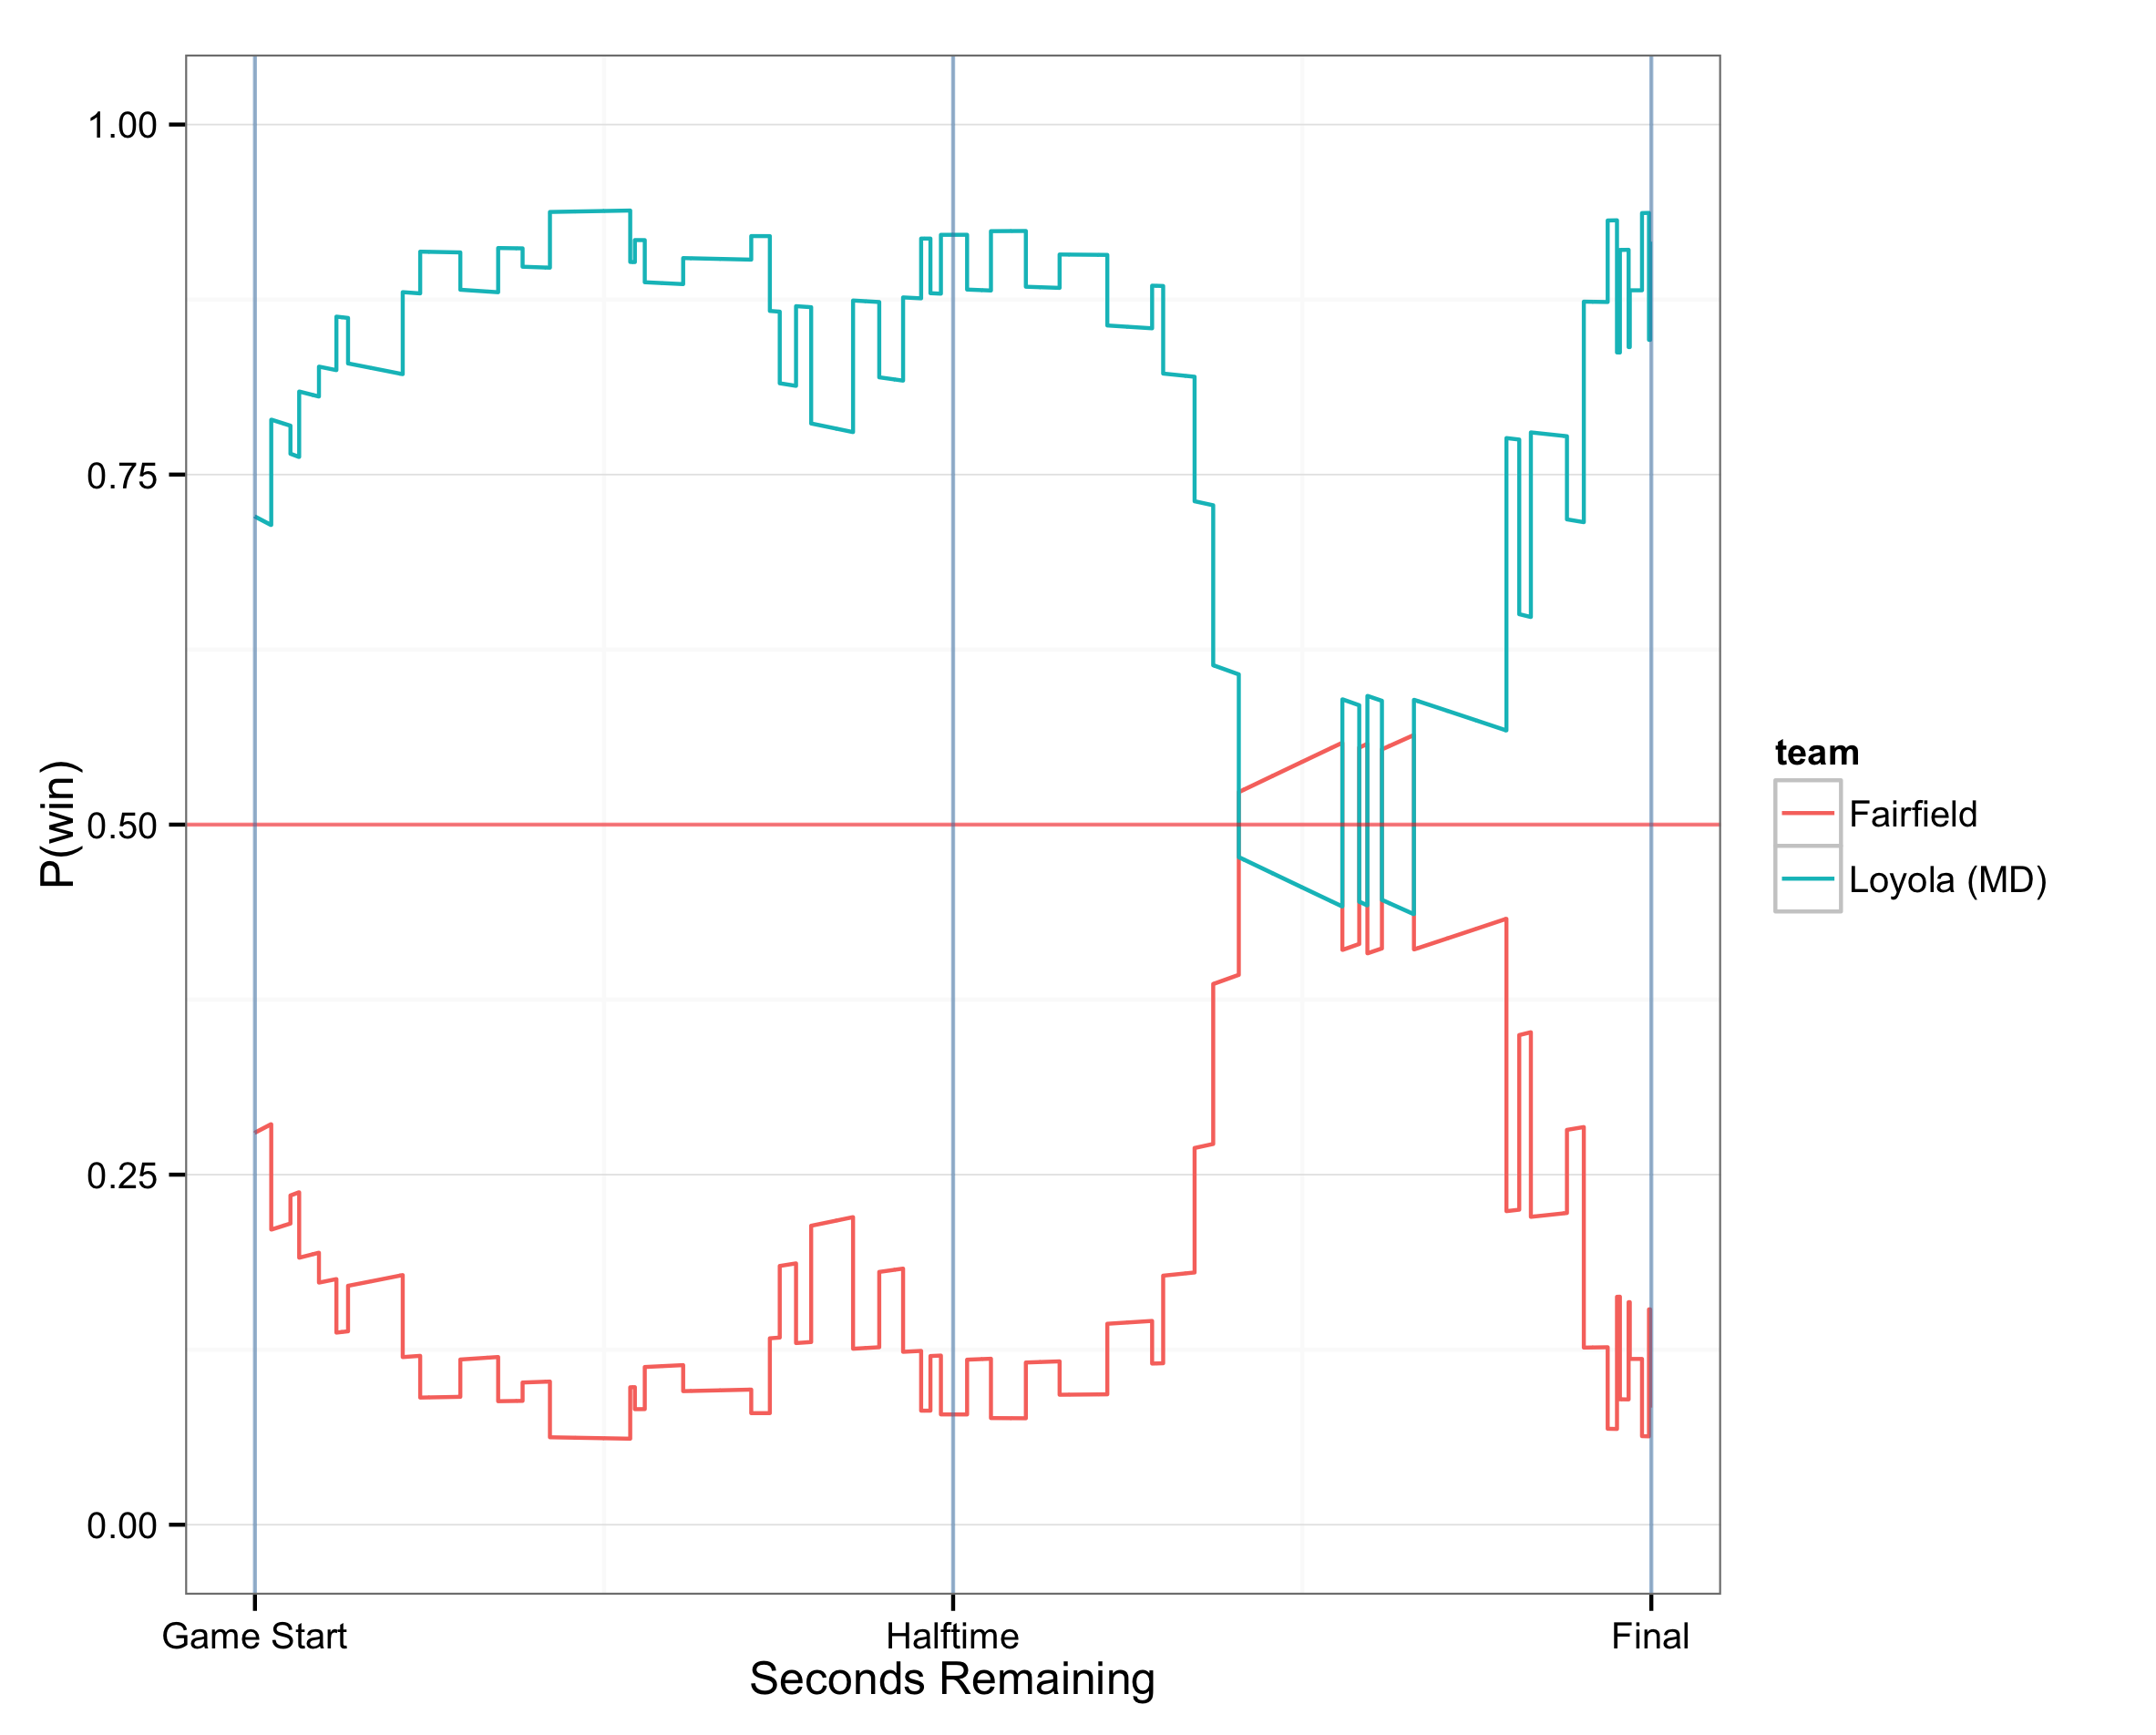 1.00
0.75
0.50
0.25
0.00
P(win)
Game Start
Halftime
Final
Seconds Remaining
team
Fairfield
Loyola (MD)